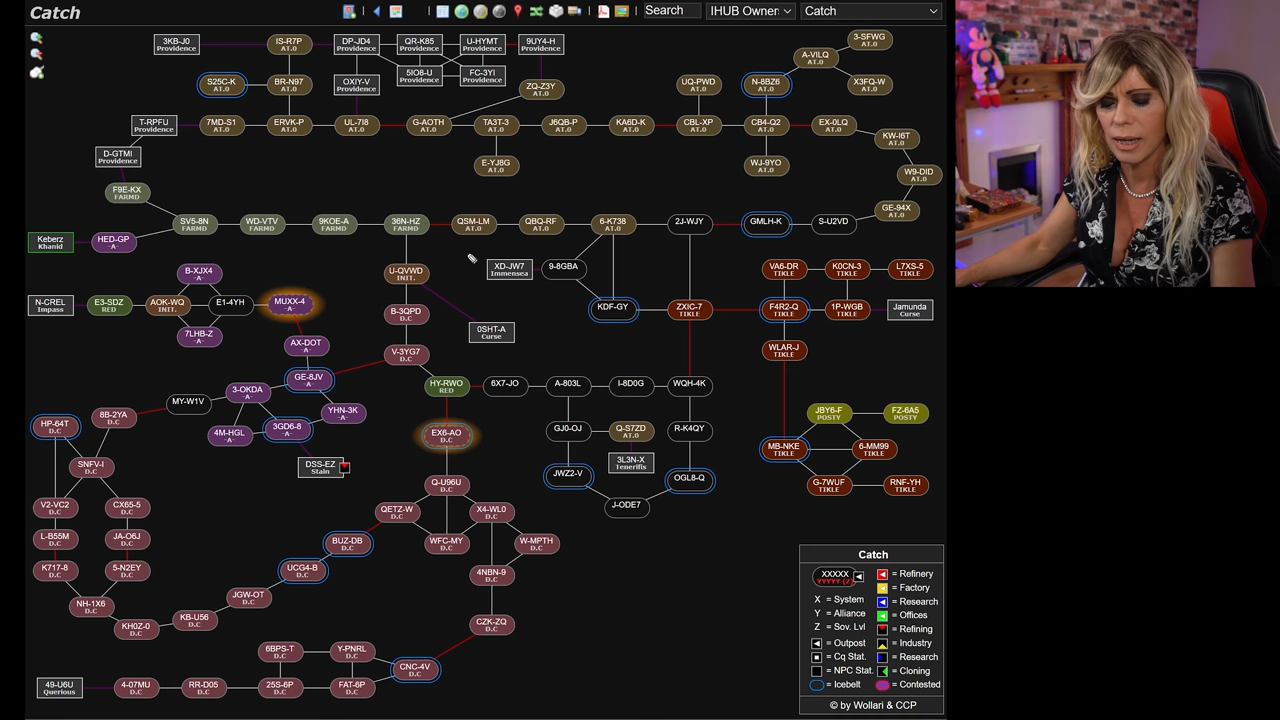 Catch
Search
IHUB Owner
Catch
3KB-J0
Providence
IS-R7P
AT.0
DP-JD4
Providence
QR-K85
Providence
U-HYMT
Providence
9UY4-H
Providence
3-SFWG
AT.0
A-VILQ
AT.0
S25C-K
AT.0
BR-N97
AT.0
OXIY-V
Providence
5IO8-U
Providence
FC-3YI
Providence
ZQ-Z3Y
AT.0
UQ-PWD
AT.0
N-8BZ6
AT.0
X3FQ-W
AT.0
T-RPFU
Providence
7MD-S1
AT.0
ERVK-P
AT.0
UL-7I8
AT.0
G-AOTH
AT.0
TA3T-3
AT.0
J6QB-P
AT.0
KA6D-K
AT.0
CBL-XP
AT.0
CB4-Q2
AT.0
EX-0LQ
AT.0
KW-I6T
AT.0
D-GTMI
Providence
E-YJ8G
AT.0
WJ-9YO
AT.0
W9-DID
AT.0
F9E-KX
FARMD
GE-94X
AT.0
SV5-8N
FARMD
WD-VTV
FARMD
9KOE-A
FARMD
36N-HZ
FARMD
QSM-LM
AT.0
QBQ-RF
AT.0
6-K738
AT.0
2J-WJY
GMLH-K
S-U2VD
Keberz
Khanid
HED-GP
-A-
B-XJX4
-A-
U-QVWD
INIT.
XD-JW7
Immensea
9-8GBA
VA6-DR
TIKLE
K0CN-3
TIKLE
L7XS-5
TIKLE
N-CREL
Impass
E3-SDZ
RED
AOK-WQ
INIT.
E1-4YH
MUXX-4
-A-
B-3QPD
D.C
KDF-GY
ZXIC-7
TIKLE
F4R2-Q
TIKLE
1P-WGB
TIKLE
Jamunda
Curse
7LHB-Z
-A-
0SHT-A
Curse
AX-DOT
-A-
V-3YG7
D.C
WLAR-J
TIKLE
GE-8JV
-A-
HY-RWO
RED
6X7-JO
A-803L
I-8D0G
WQH-4K
3-OKDA
-A-
MY-W1V
YHN-3K
-A-
JBY6-F
POSTY
FZ-6A5
POSTY
HP-64T
D.C
8B-2YA
D.C
4M-HGL
-A-
3GD6-8
-A-
EX6-AO
D.C
GJ0-OJ
Q-S7ZD
AT.0
R-K4QY
MB-NKE
TIKLE
6-MM99
TIKLE
SNFV-I
D.C
DSS-EZ
Stain
3L3N-X
Tenerifis
JWZ2-V
OGL8-Q
Q-U96U
D.C
G-7WUF
TIKLE
RNF-YH
TIKLE
V2-VC2
D.C
CX65-5
D.C
QETZ-W
D.C
X4-WL0
D.C
J-ODE7
L-B55M
D.C
JA-O6J
D.C
BUZ-DB
D.C
WFC-MY
D.C
W-MPTH
D.C
K717-8
D.C
5-N2EY
D.C
UCG4-B
D.C
4NBN-9
D.C
NH-1X6
D.C
JGW-OT
D.C
KH0Z-0
D.C
KB-U56
D.C
CZK-ZQ
D.C
6BPS-T
D.C
Y-PNRL
D.C
CNC-4V
D.C
49-U6U
Querious
4-07MU
D.C
RR-D05
D.C
25S-6P
D.C
FAT-6P
D.C
Catch
XXXXX
YYYYY (Z)
X = System
Y = Alliance
Z = Sov. Lvl
= Outpost
= Cq Stat.
= NPC Stat.
= Icebelt
= Refinery
= Factory
= Research
= Offices
= Refining
= Industry
= Research
= Cloning
= Contested
© by Wollari & CCP